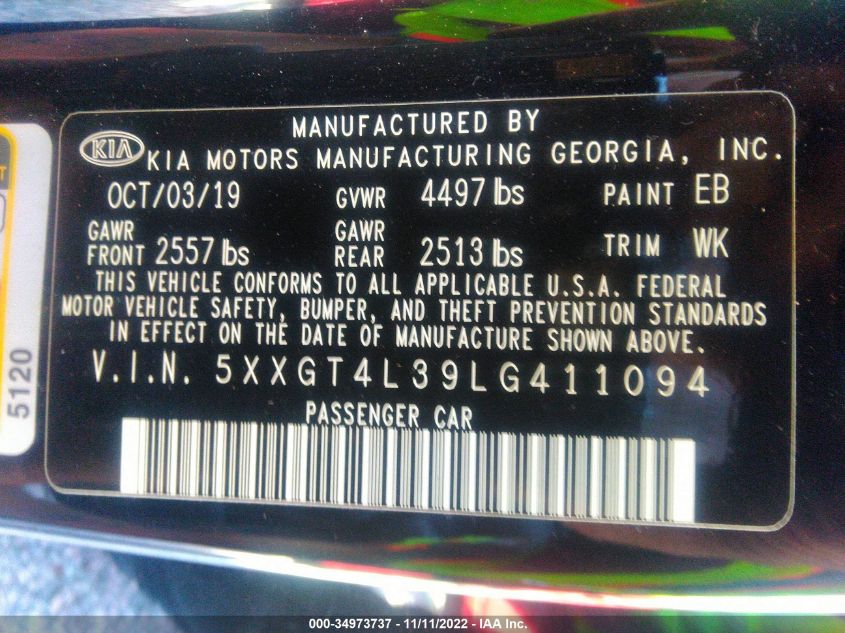 MANUFACTURED BY
KIA KIA MOTORS MANUFACTURING GEORGIA, INC.
OCT/03/19 GVWR 4497 lbs PAINT EB
GAWR FRONT 2557 lbs GAWR REAR 2513 lbs TRIM WK
THIS VEHICLE CONFORMS TO ALL APPLICABLE U.S.A. FEDERAL
MOTOR VEHICLE SAFETY, BUMPER, AND THEFT PREVENTION STANDARDS
IN EFFECT ON THE DATE OF MANUFACTURE SHOWN ABOVE.
V.I.N. 5XXGT4L39LG411094
PASSENGER CAR
5120
000-34973737 - 11/11/2022 - IAA Inc.